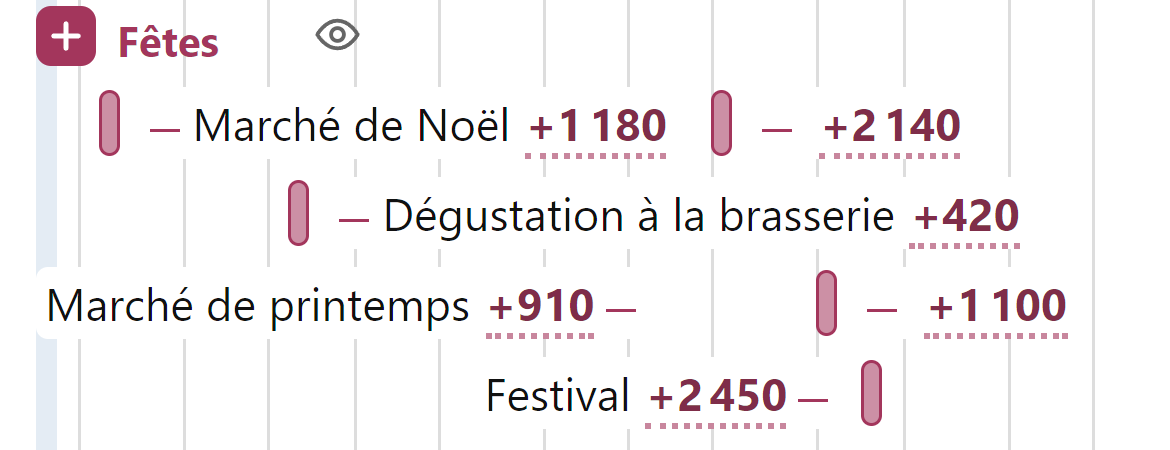 Fêtes
Marché de Noël +1 180 +2 140
Dégustation à la brasserie +420
Marché de printemps +910 +1 100
Festival +2 450